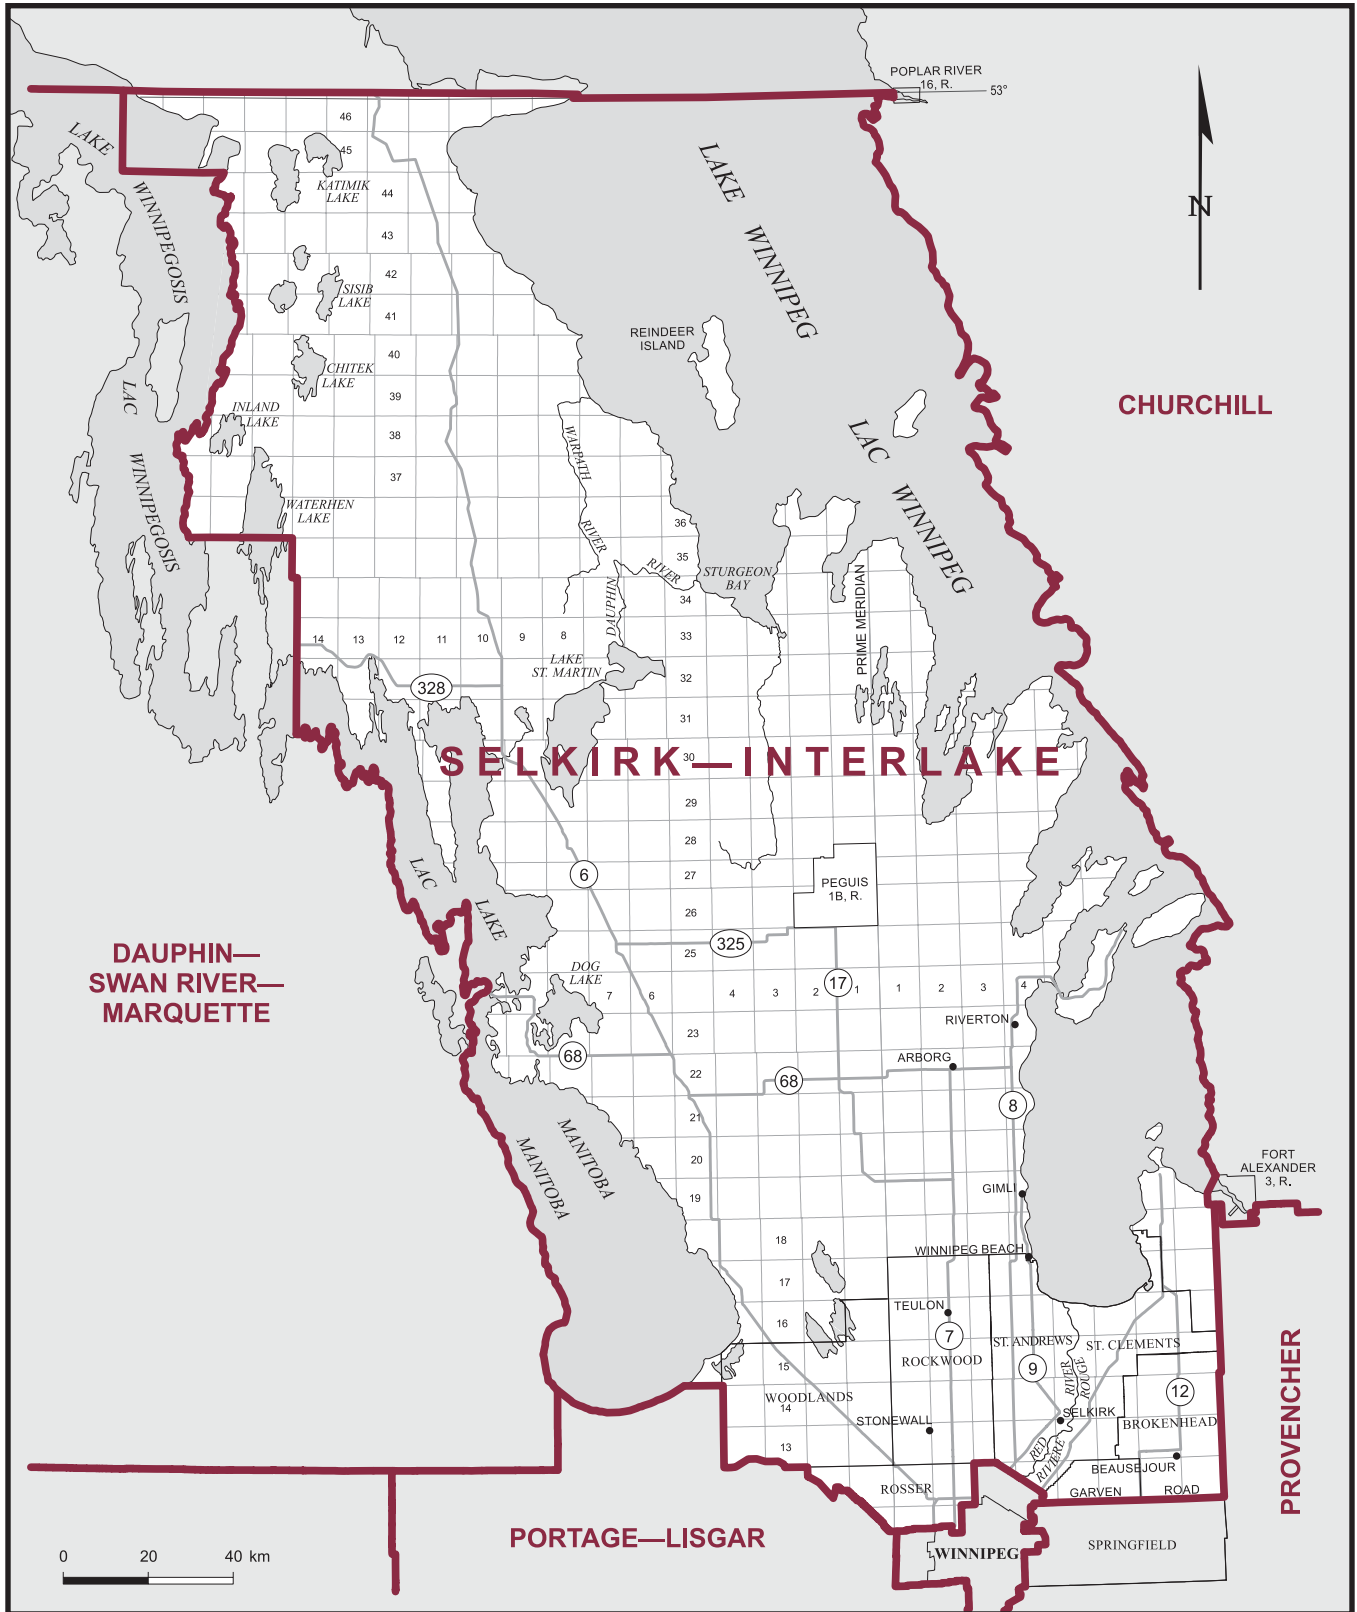 POPLAR RIVER
16, R.
53°
LAKE
WINNIPEGOSIS
LAC
WINNIPEGOSIS
46
45
KATIMIK
LAKE
44
43
42
SISIB
LAKE
41
40
CHITEK
LAKE
39
INLAND
LAKE
38
37
WATERHEN
LAKE
LAKE
WINNIPEG
REINDEER
ISLAND
LAC
WINNIPEG
N
CHURCHILL
WARPATH
RIVER
36
35
34
33
32
31
30
29
28
27
26
25
DAUPHIN
RIVER
STURGEON
BAY
PRIME MERIDIAN
14
13
12
11
10
9
8
LAKE
ST. MARTIN
328
SELKIRK—INTERLAKE
6
PEGUIS
1B, R.
325
LAC
LAKE
MANITOBA
MANITOBA
DAUPHIN—
SWAN RIVER—
MARQUETTE
DOG
LAKE
7
6
4
3
2
17
1
1
2
3
4
RIVERTON
23
ARBORG
68
22
68
8
21
20
19
GIMLI
FORT
ALEXANDER
3, R.
18
WINNIPEG BEACH
17
TEULON
16
7
ST. ANDREWS
ST. CLEMENTS
ROCKWOOD
15
9
RIVER
ROUGE
WOODLANDS
12
14
STONEWALL
SELKIRK
BROKENHEAD
13
RED
RIVIÈRE
BEAUSEJOUR
ROSSER
GARVEN
ROAD
PROVENCHER
PORTAGE—LISGAR
WINNIPEG
SPRINGFIELD
0
20
40 km